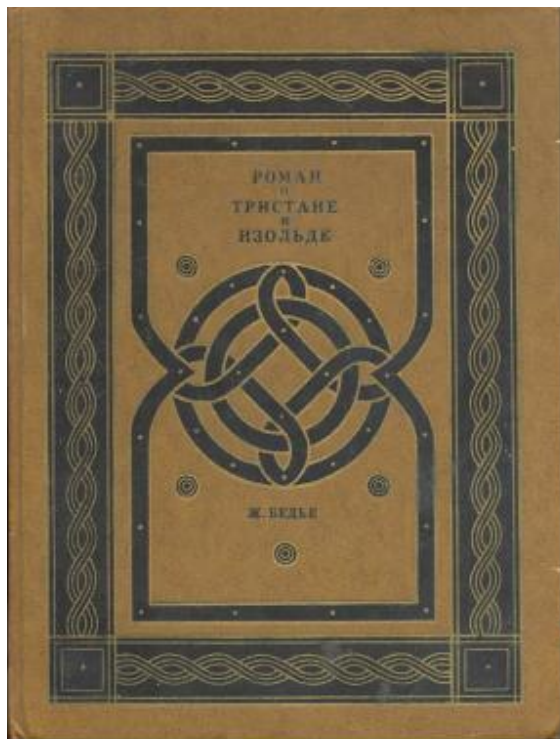 РОМАН
О
ТРИСТАНЕ
И
ИЗОЛЬДЕ
Ж. БЕДЬЕ